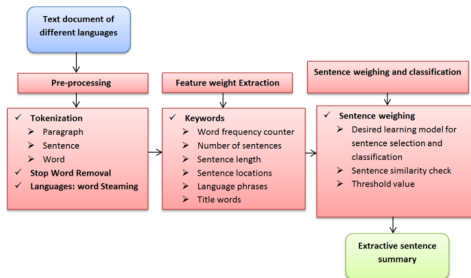 Text document of
different languages
Pre-processing
Feature weight Extraction
Sentence weighing and classification
Tokenization
Paragraph
Sentence
Word
Stop Word Removal
Languages: word Steaming
Keywords
Word frequency counter
Number of sentences
Sentence length
Sentence locations
Language phrases
Title words
Sentence weighing
Desired learning model for
sentence selection and
classification
Sentence similarity check
Threshold value
Extractive sentence
summary